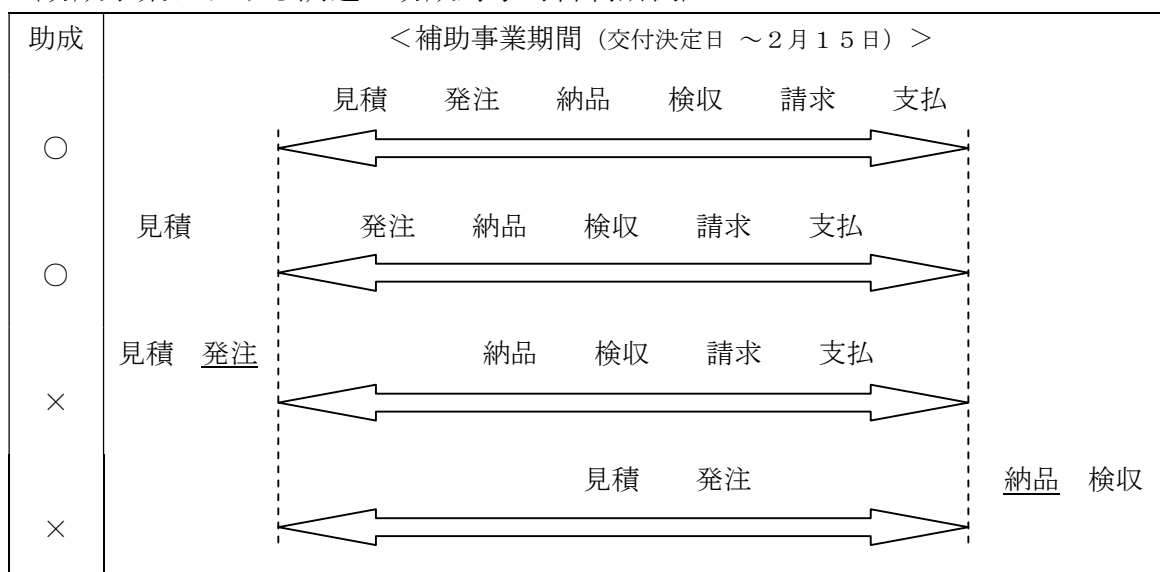 助成 ＜補助事業期間（交付決定日 ～２月１５日）＞
見積 発注 納品 検収 請求 支払
○
見積 発注 納品 検収 請求 支払
○
見積 発注 納品 検収 請求 支払
×
見積 発注 納品 検収
×